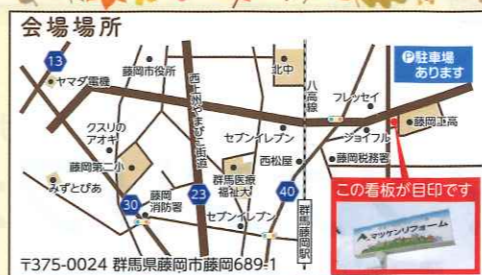 会場場所
13
ヤマダ電機
藤岡市役所
北中
八高線
P駐車場
あります
フレッセイ
西上州やまびこ街道
クスリの
アオキ
セブンイレブン
ジョイフル
藤岡工高
藤岡第二小
西松屋
藤岡税務署
群馬医療
福祉大
みずとぴあ
30
藤岡
消防署
23
40
セブンイレブン
群馬藤岡駅
この看板が目印です
マツケンリフォーム
〒375-0024 群馬県藤岡市藤岡689-1